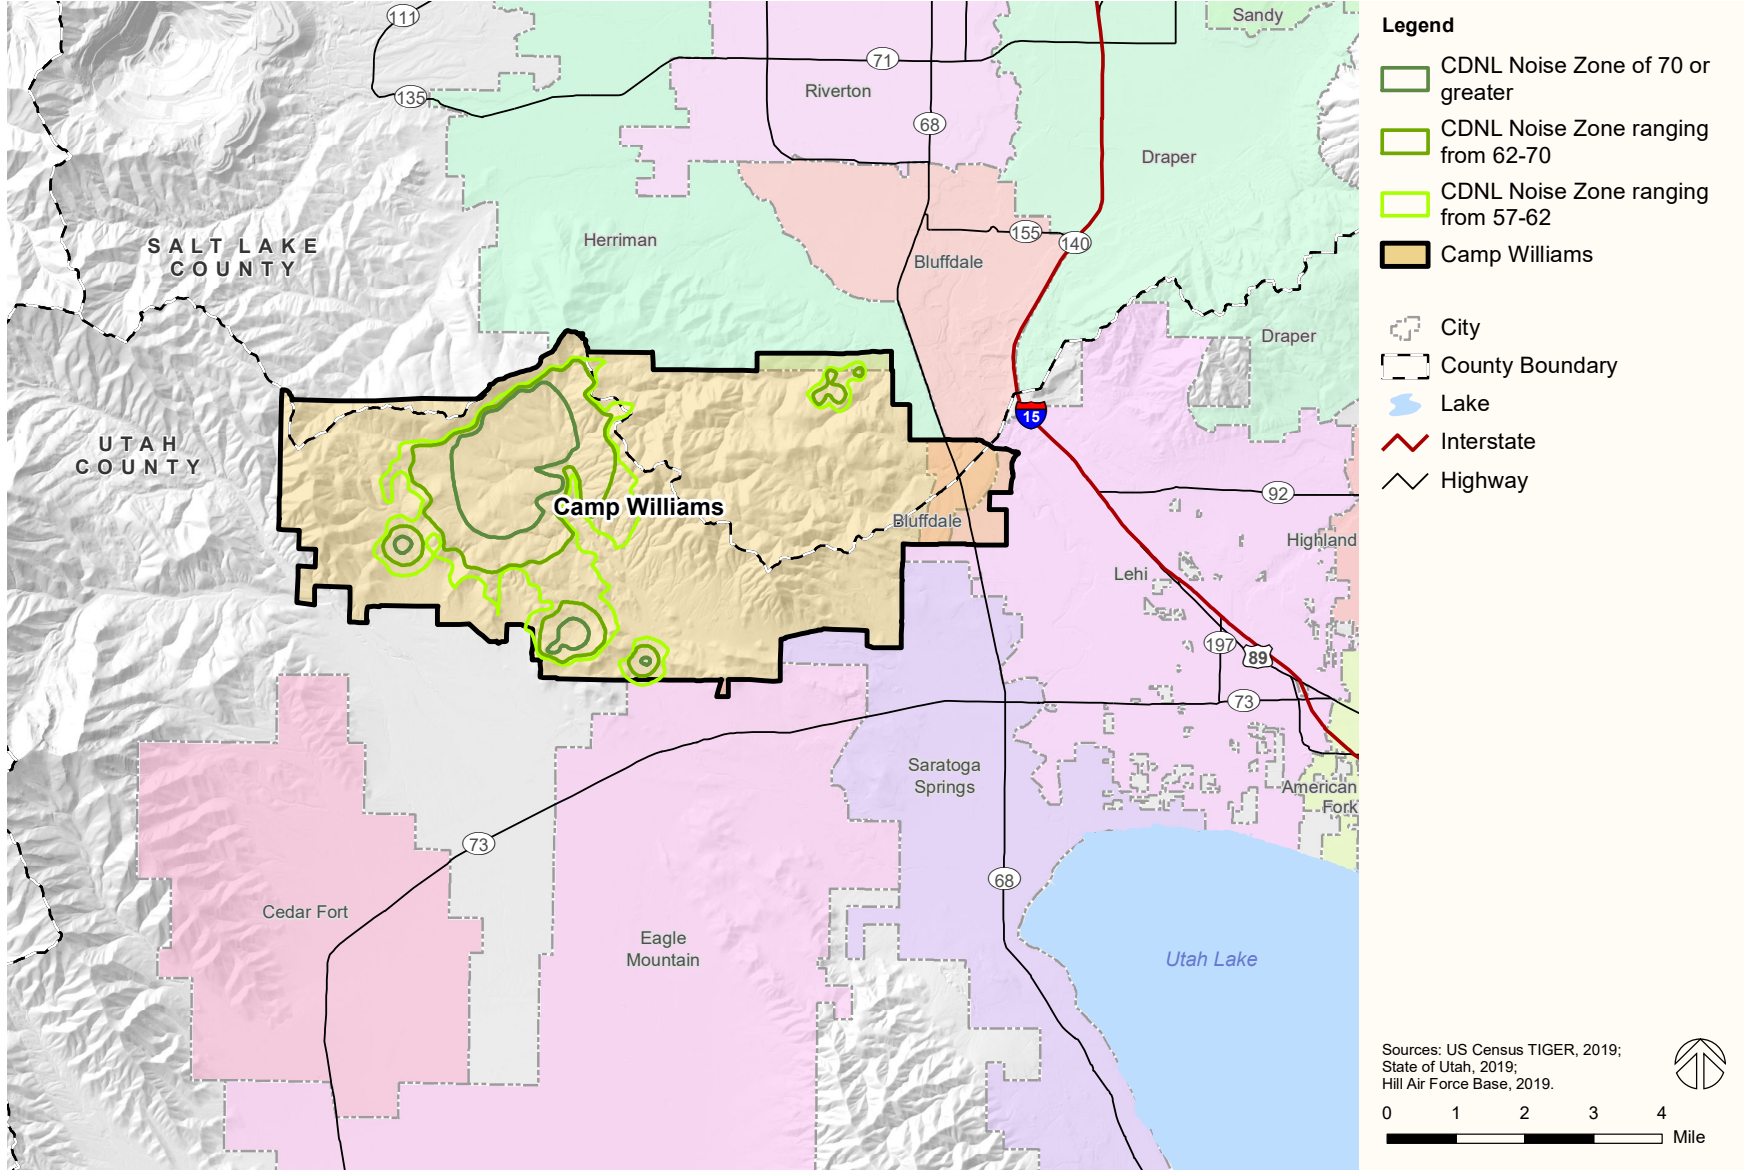 111
Sandy
71
Riverton
135
68
Draper
SALT LAKE
COUNTY
Herriman
155
140
Bluffdale
Draper
15
UTAH
COUNTY
Camp Williams
92
Bluffdale
Highland
Lehi
197
89
73
Saratoga
Springs
American
Fork
73
68
Cedar Fort
Eagle
Mountain
Utah Lake
Legend
CDNL Noise Zone of 70 or
greater
CDNL Noise Zone ranging
from 62-70
CDNL Noise Zone ranging
from 57-62
Camp Williams
City
County Boundary
Lake
Interstate
Highway
Sources: US Census TIGER, 2019;
State of Utah, 2019;
Hill Air Force Base, 2019.
0 1 2 3 4
Mile